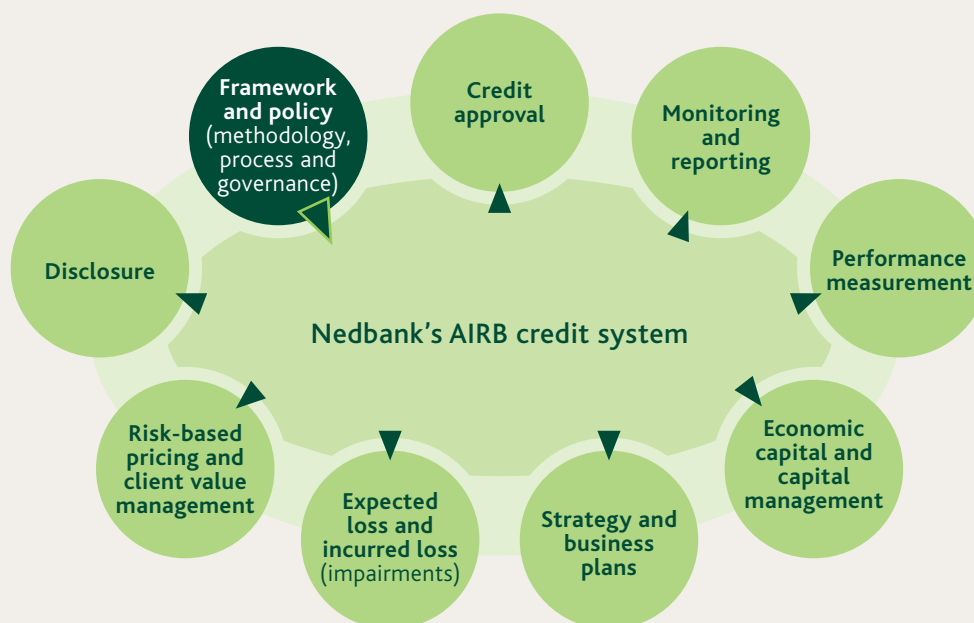 Framework
and policy
(methodology,
process and
governance)
Credit
approval
Monitoring
and
reporting
Disclosure
Performance
measurement
Nedbank's AIRB credit system
Risk-based
pricing and
client value
management
Expected
loss and
incurred loss
(impairments)
Strategy and
business
plans
Economic
capital and
capital
management